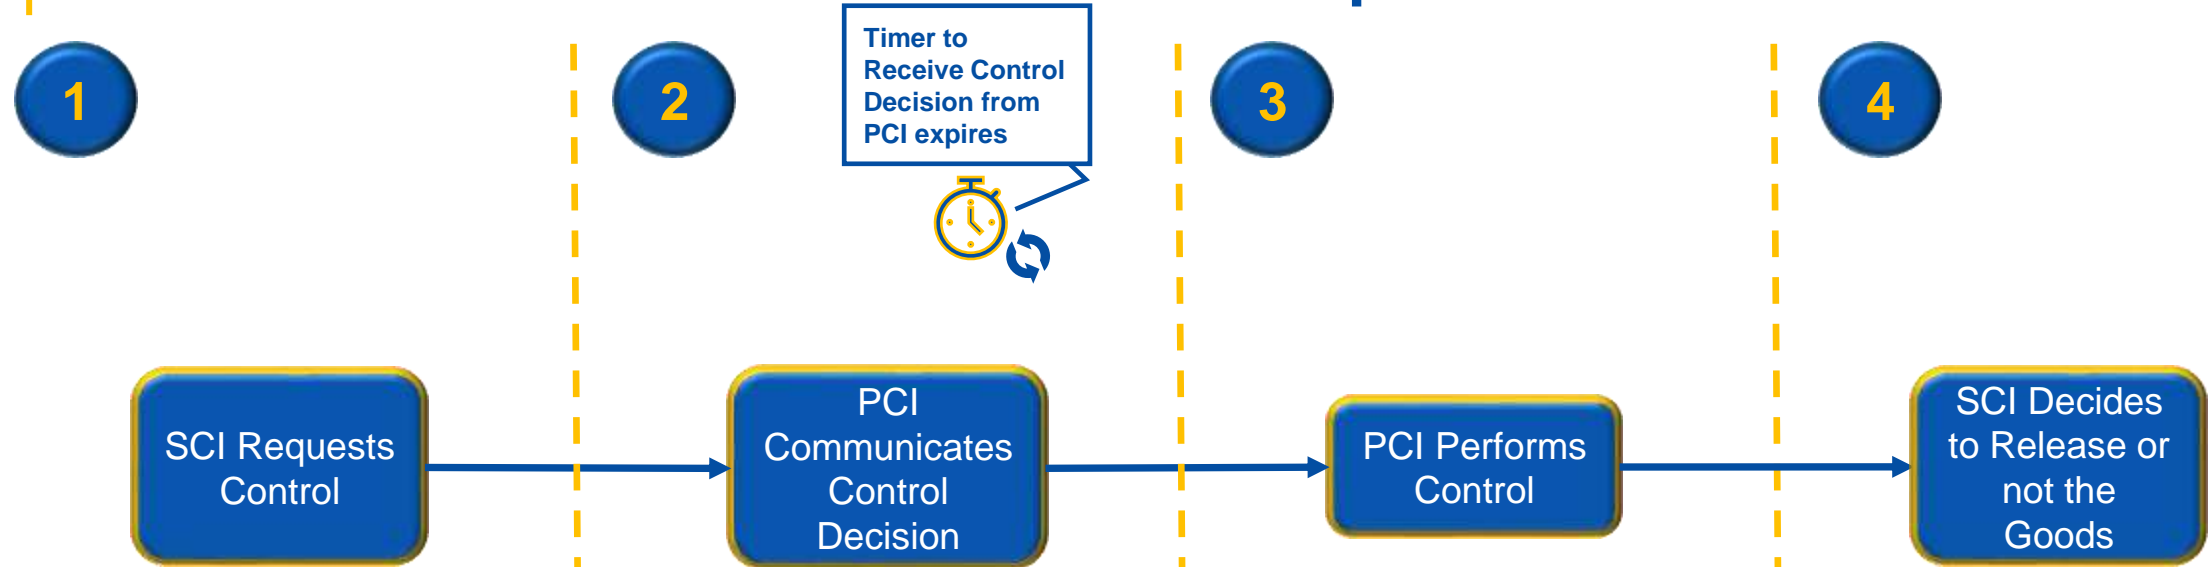 1
2
Timer to
Receive Control
Decision from
PCI expires
3
4
SCI Requests
Control
PCI
Communicates
Control
Decision
PCI Performs
Control
SCI Decides
to Release or
not the
Goods